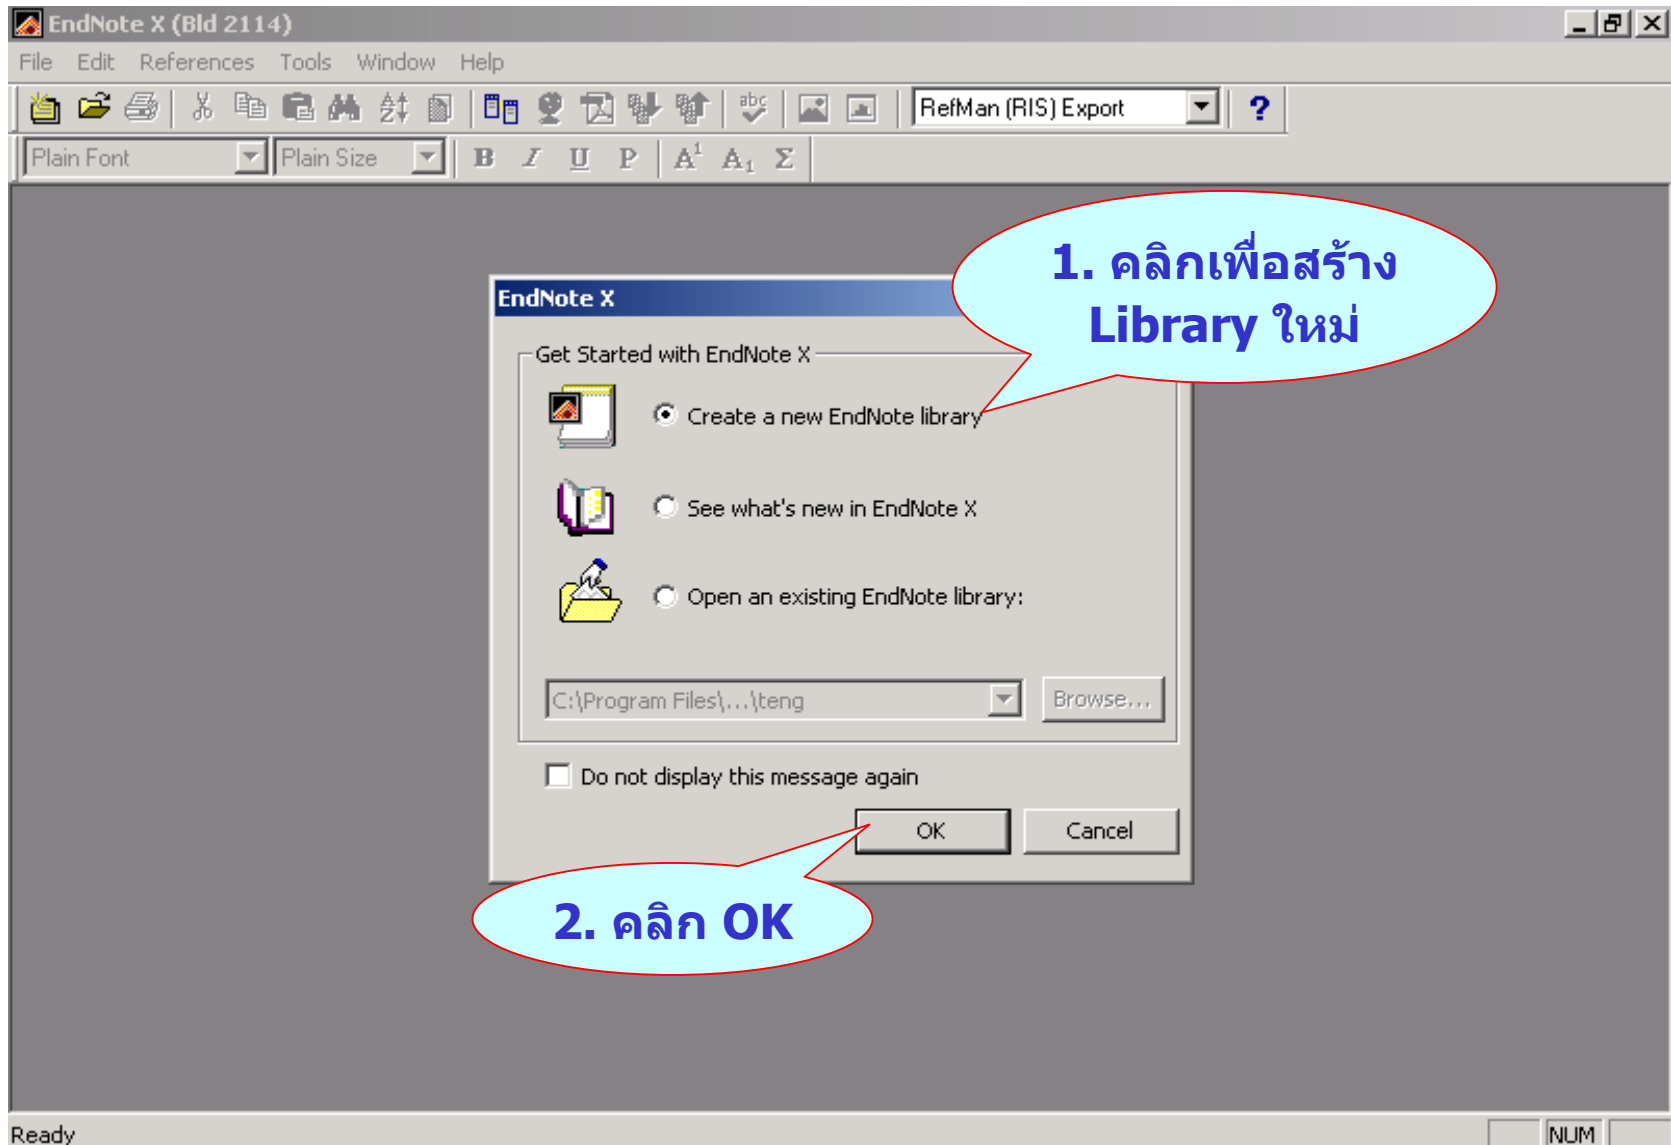 EndNote X (Bld 2114)
File Edit References Tools Window Help
abc RefMan (RIS) Export ?
Plain Font Plain Size B I U P A1 A1 Σ
1. คลิกเพื่อสร้าง
Library ใหม่
EndNote X
Get Started with EndNote X
Create a new EndNote library
See what's new in EndNote X
Open an existing EndNote library:
C:\Program Files\...\teng Browse...
Do not display this message again
OK Cancel
2. คลิก OK
Ready NUM